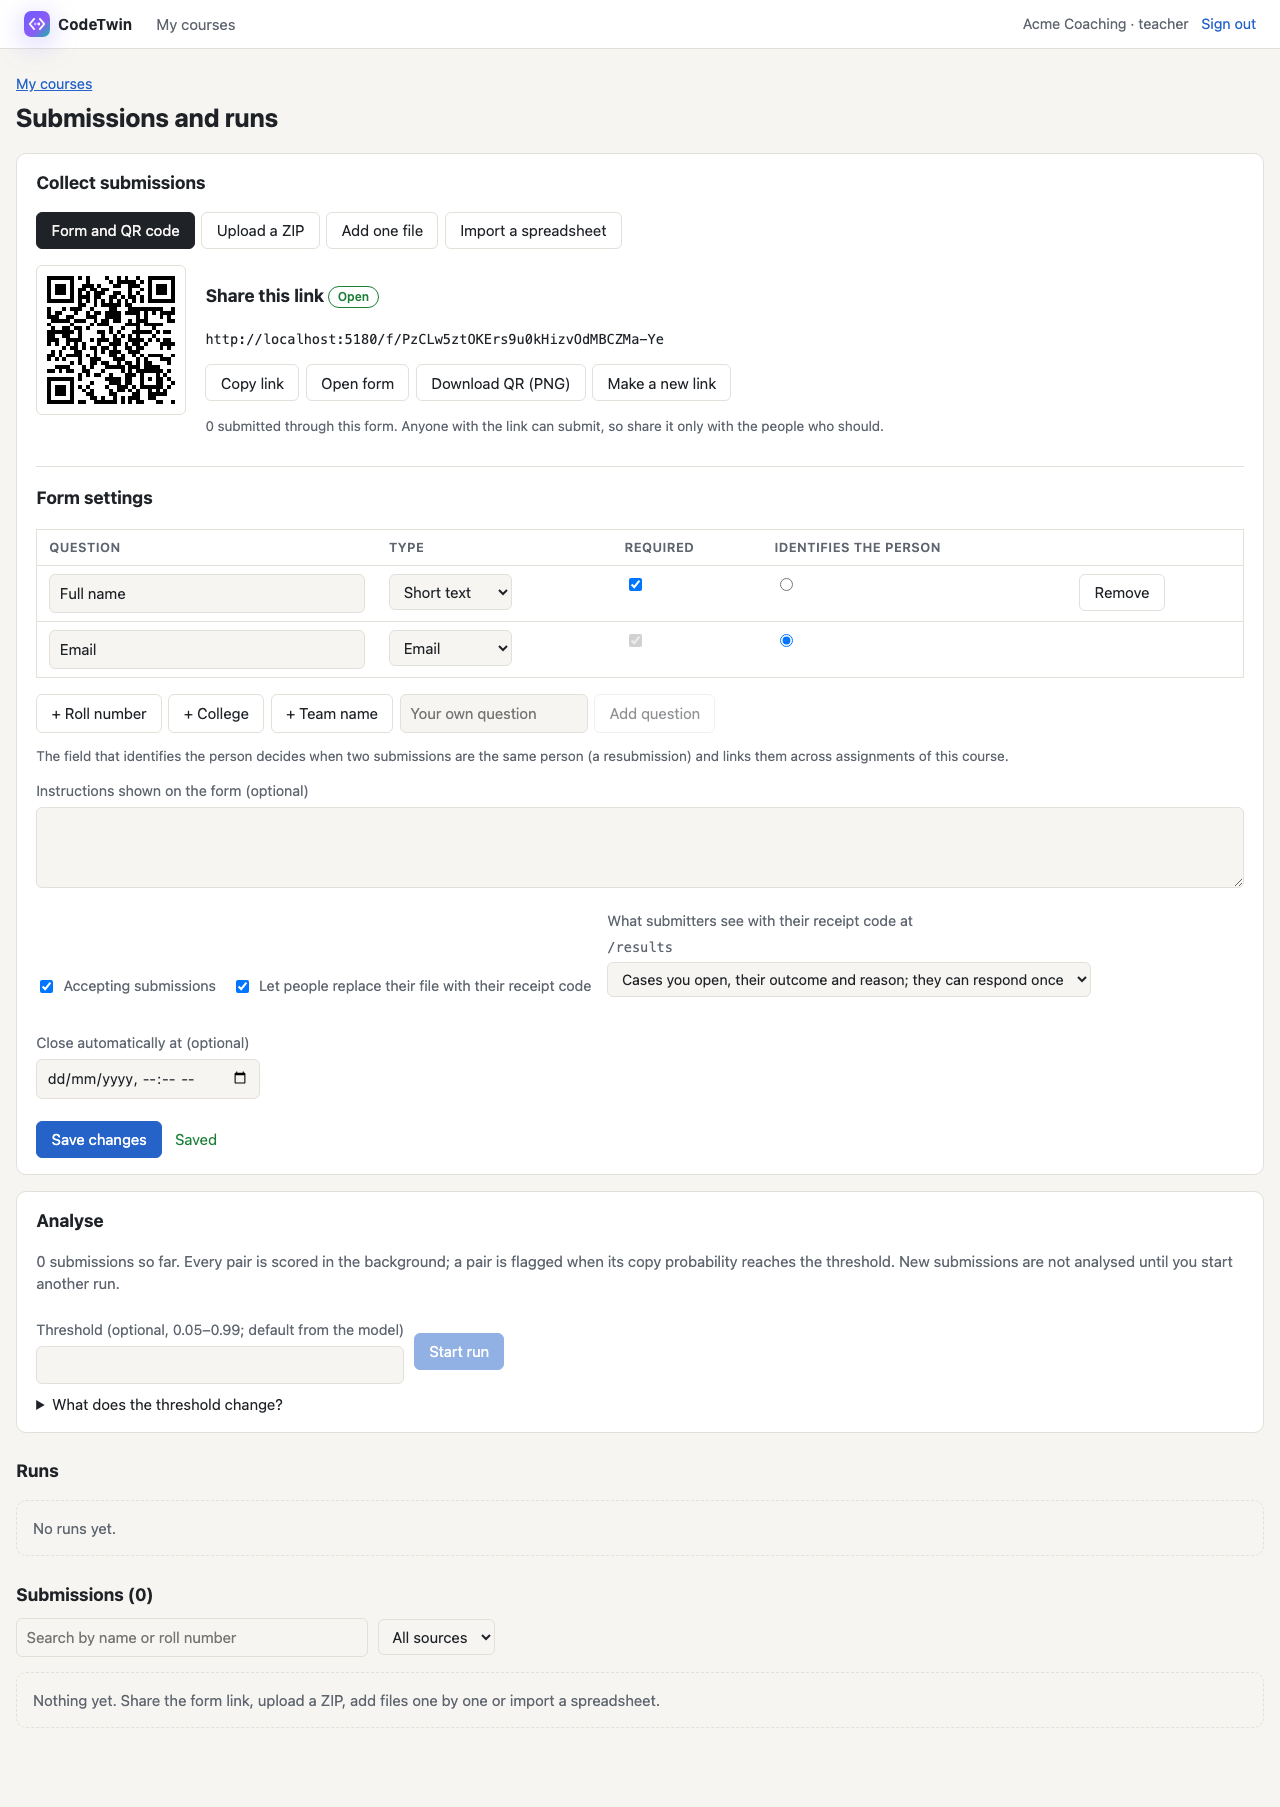 CodeTwin My courses Acme Coaching · teacher Sign out
My courses
Submissions and runs
Collect submissions
Form and QR code Upload a ZIP Add one file Import a spreadsheet
Share this link Open
http://localhost:5180/f/PzCLw5ztOKErs9u0kHizvOdMBCZMa-Ye
Copy link Open form Download QR (PNG) Make a new link
0 submitted through this form. Anyone with the link can submit, so share it only with the people who should.
Form settings
QUESTION TYPE REQUIRED IDENTIFIES THE PERSON
Full name Short text Remove
Email Email
+ Roll number + College + Team name Your own question Add question
The field that identifies the person decides when two submissions are the same person (a resubmission) and links them across assignments of this course.
Instructions shown on the form (optional)
What submitters see with their receipt code at
/results
Accepting submissions Let people replace their file with their receipt code Cases you open, their outcome and reason; they can respond once
Close automatically at (optional)
dd/mm/yyyy, --:-- --
Save changes Saved
Analyse
0 submissions so far. Every pair is scored in the background; a pair is flagged when its copy probability reaches the threshold. New submissions are not analysed until you start
another run.
Threshold (optional, 0.05–0.99; default from the model)
Start run
What does the threshold change?
Runs
No runs yet.
Submissions (0)
Search by name or roll number All sources
Nothing yet. Share the form link, upload a ZIP, add files one by one or import a spreadsheet.